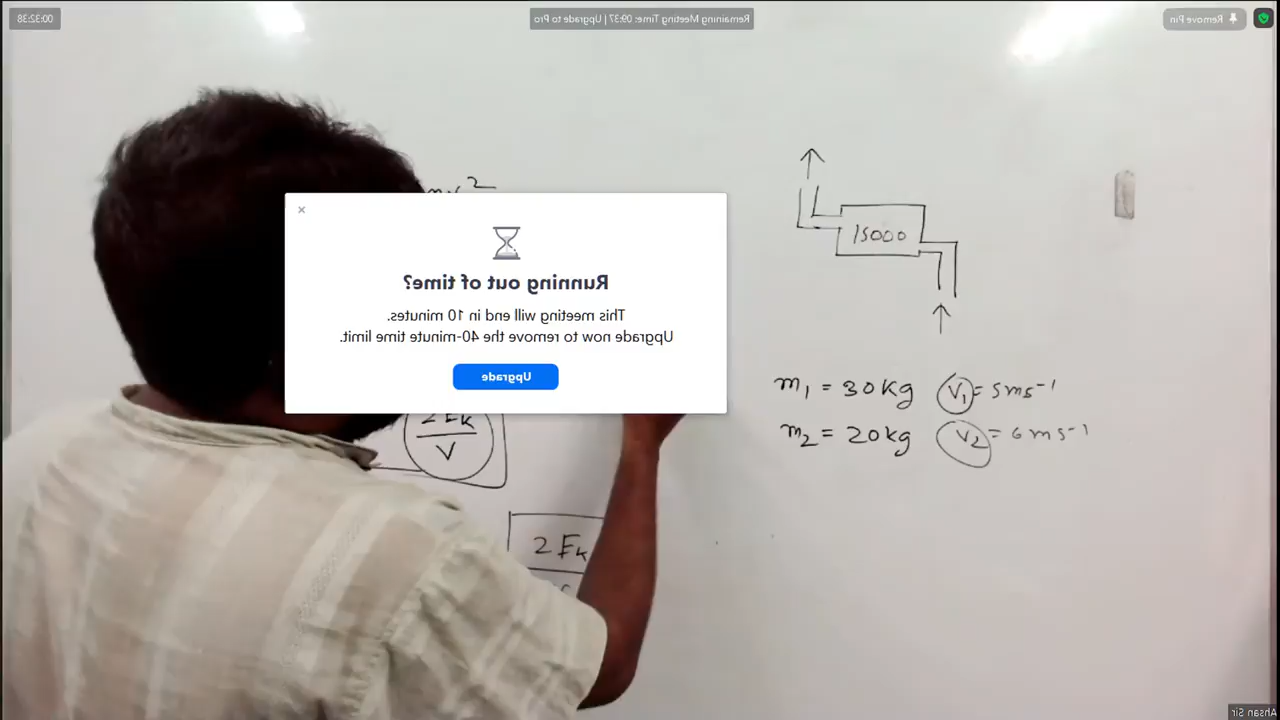 00:32:38
Remaining Meeting Time: 09:37 | Upgrade to Pro
Remove Pin
mv²
Running out of time?
This meeting will end in 10 minutes.
Upgrade now to remove the 40-minute time limit.
Upgrade
15000
m₁ = 30kg V₁ = 5ms⁻¹
m₂ = 20kg V₂ = 6ms⁻¹
2Eₖ
V
2Eₖ
Ahsan Sir